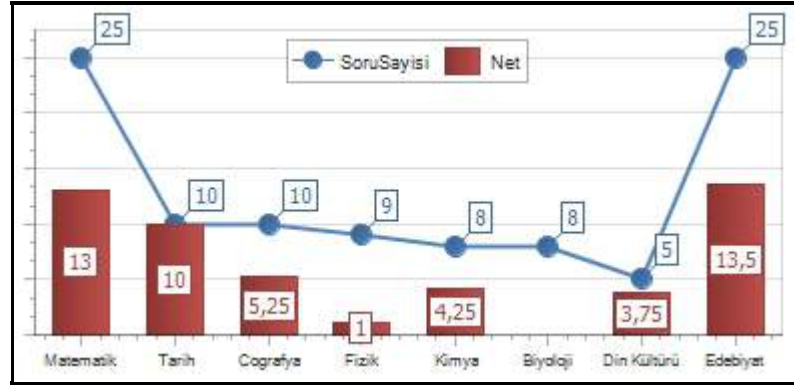 25
25
SoruSayisi
Net
10
10
9
8
8
5
13
10
5,25
1
4,25
3,75
13,5
Matematik
Tarih
Cografya
Fizik
Kimya
Biyoloji
Din Kültürü
Edebiyat